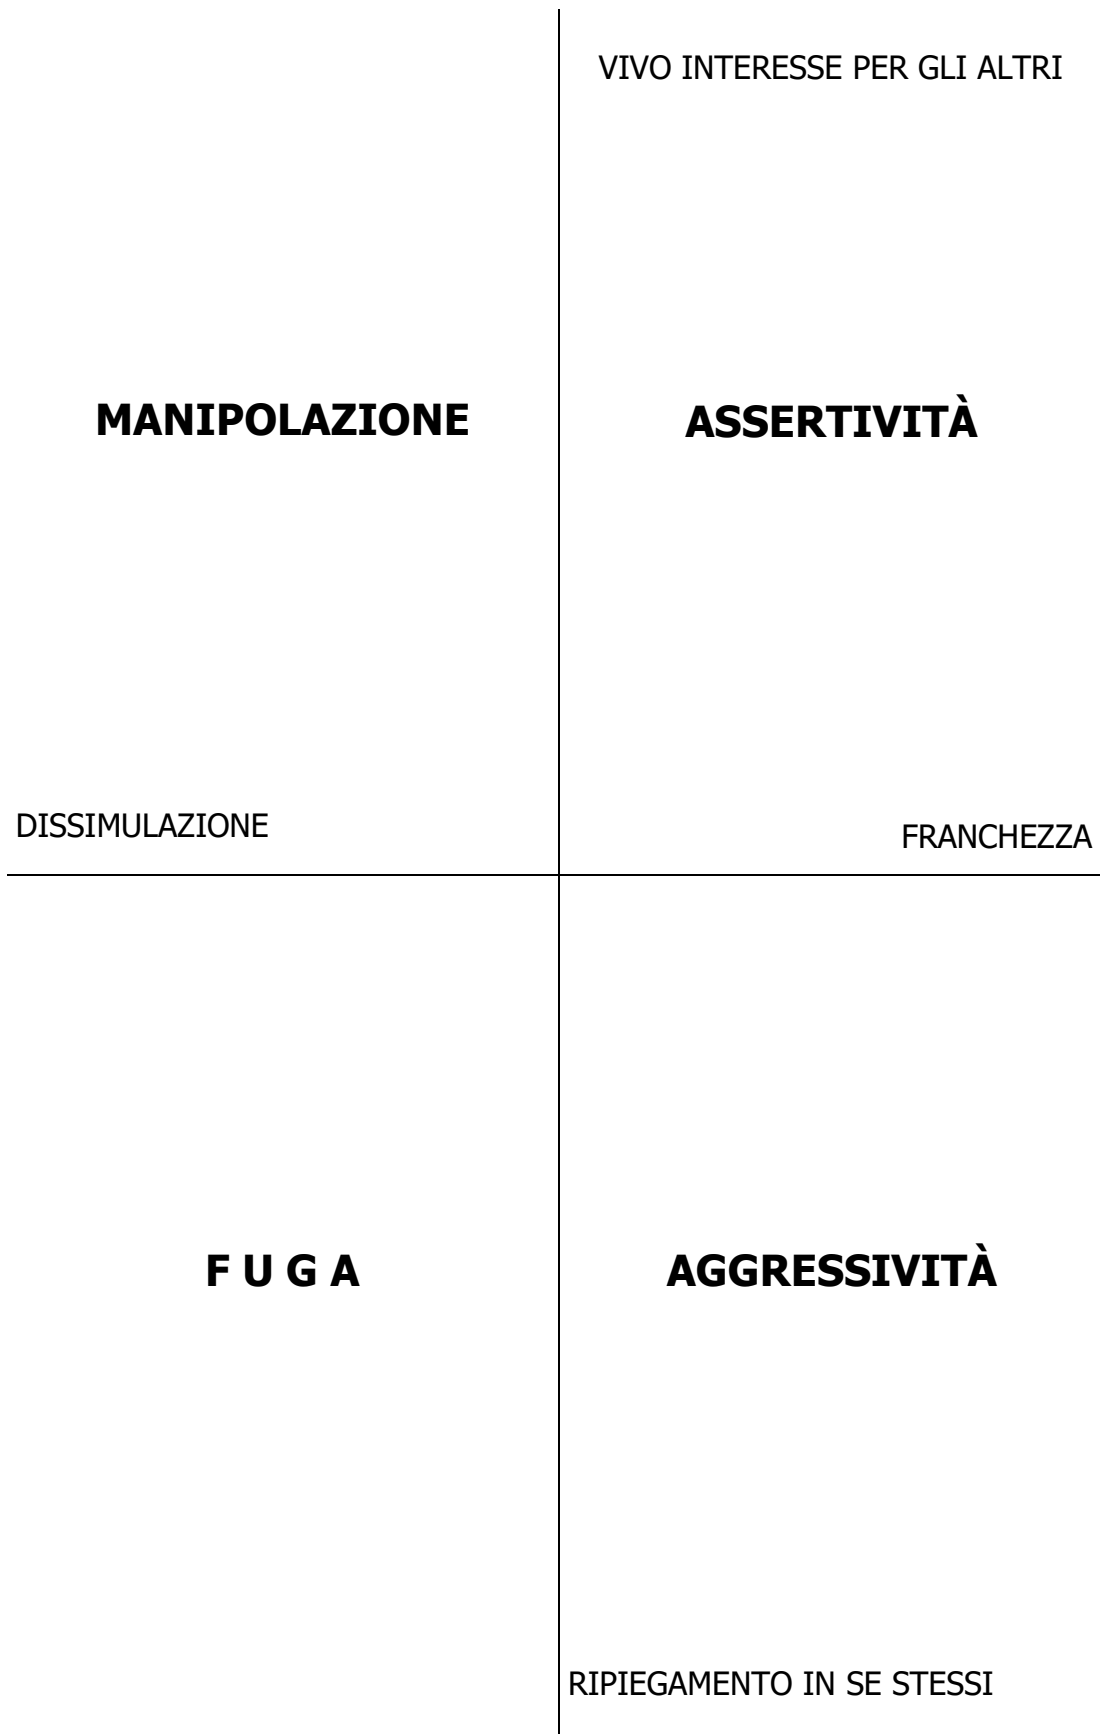 VIVO INTERESSE PER GLI ALTRI
MANIPOLAZIONE
ASSERTIVITÀ
DISSIMULAZIONE
FRANCHEZZA
F U G A
AGGRESSIVITÀ
RIPIEGAMENTO IN SE STESSI